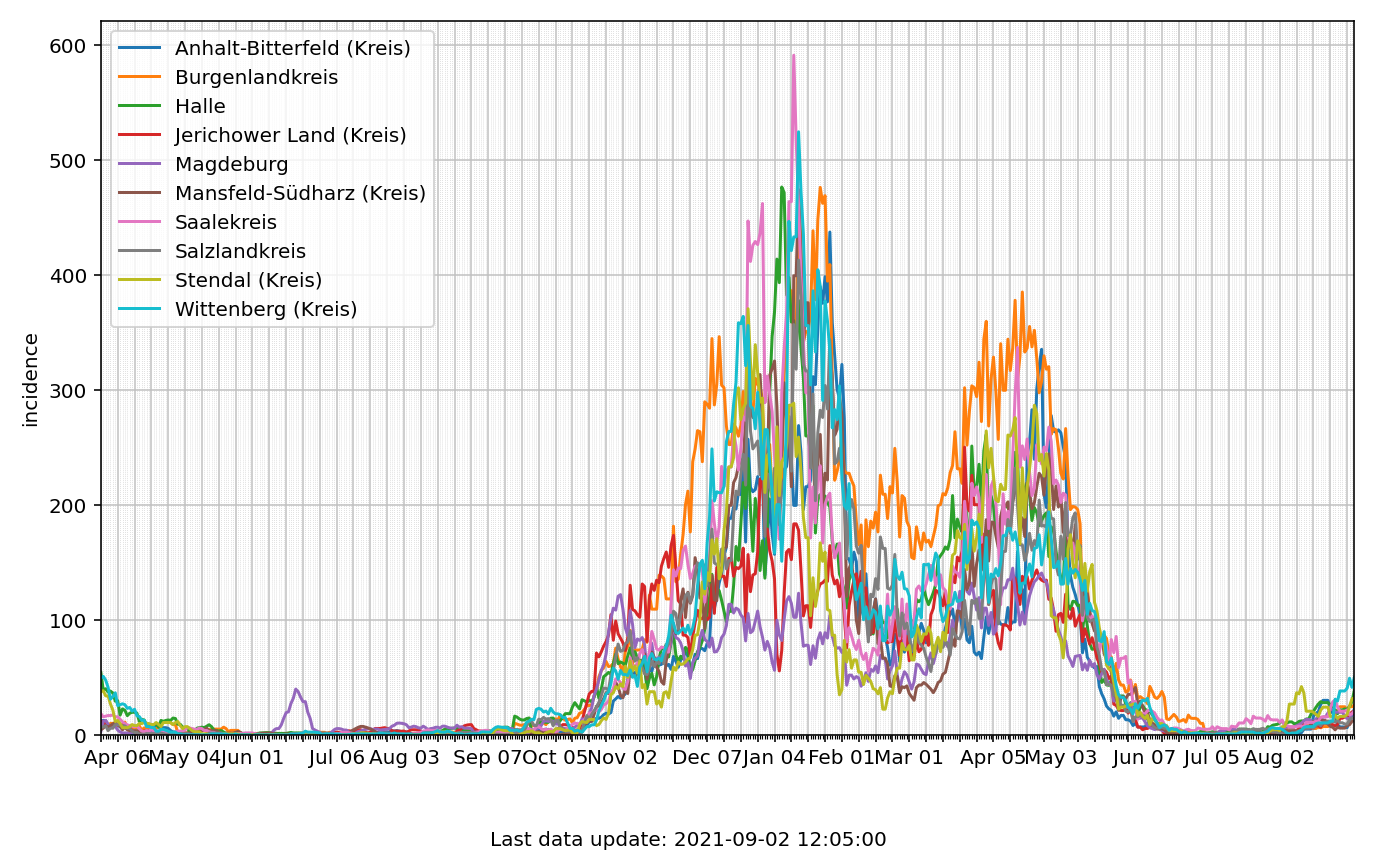 600
500
400
300
200
100
0
incidence
Anhalt-Bitterfeld (Kreis)
Burgenlandkreis
Halle
Jerichower Land (Kreis)
Magdeburg
Mansfeld-Südharz (Kreis)
Saalekreis
Salzlandkreis
Stendal (Kreis)
Wittenberg (Kreis)
Apr 06 May 04 Jun 01 Jul 06 Aug 03 Sep 07 Oct 05 Nov 02 Dec 07 Jan 04 Feb 01 Mar 01 Apr 05 May 03 Jun 07 Jul 05 Aug 02
Last data update: 2021-09-02 12:05:00